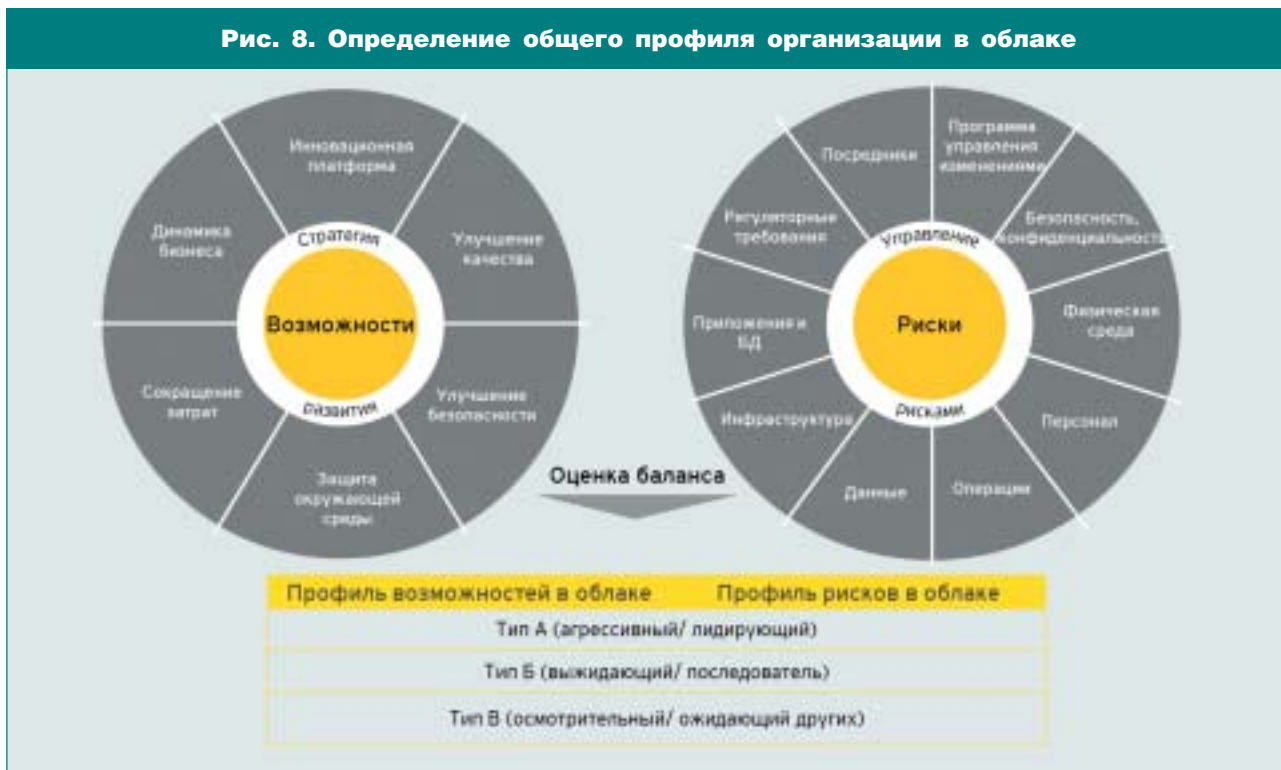 Рис. 8. Определение общего профиля организации в облаке
Инновационная
платформа
Динамика
бизнеса
Улучшение
качества
Стратегия
Возможности
развития
Сокращение
затрат
Улучшение
безопасности
Защита
окружающей
среды
Посредники
Программа
управления
изменениями
Регуляторные
требования
Безопасность,
конфиденциальность
Управление
Приложения и
БД
Риски
Физическая
среда
рисками
Инфраструктура
Персонал
Данные
Операции
Оценка баланса
Профиль возможностей в облаке Профиль рисков в облаке
Тип А (агрессивный/ лидирующий)
Тип Б (выжидающий/ последователь)
Тип В (осмотрительный/ ожидающий других)